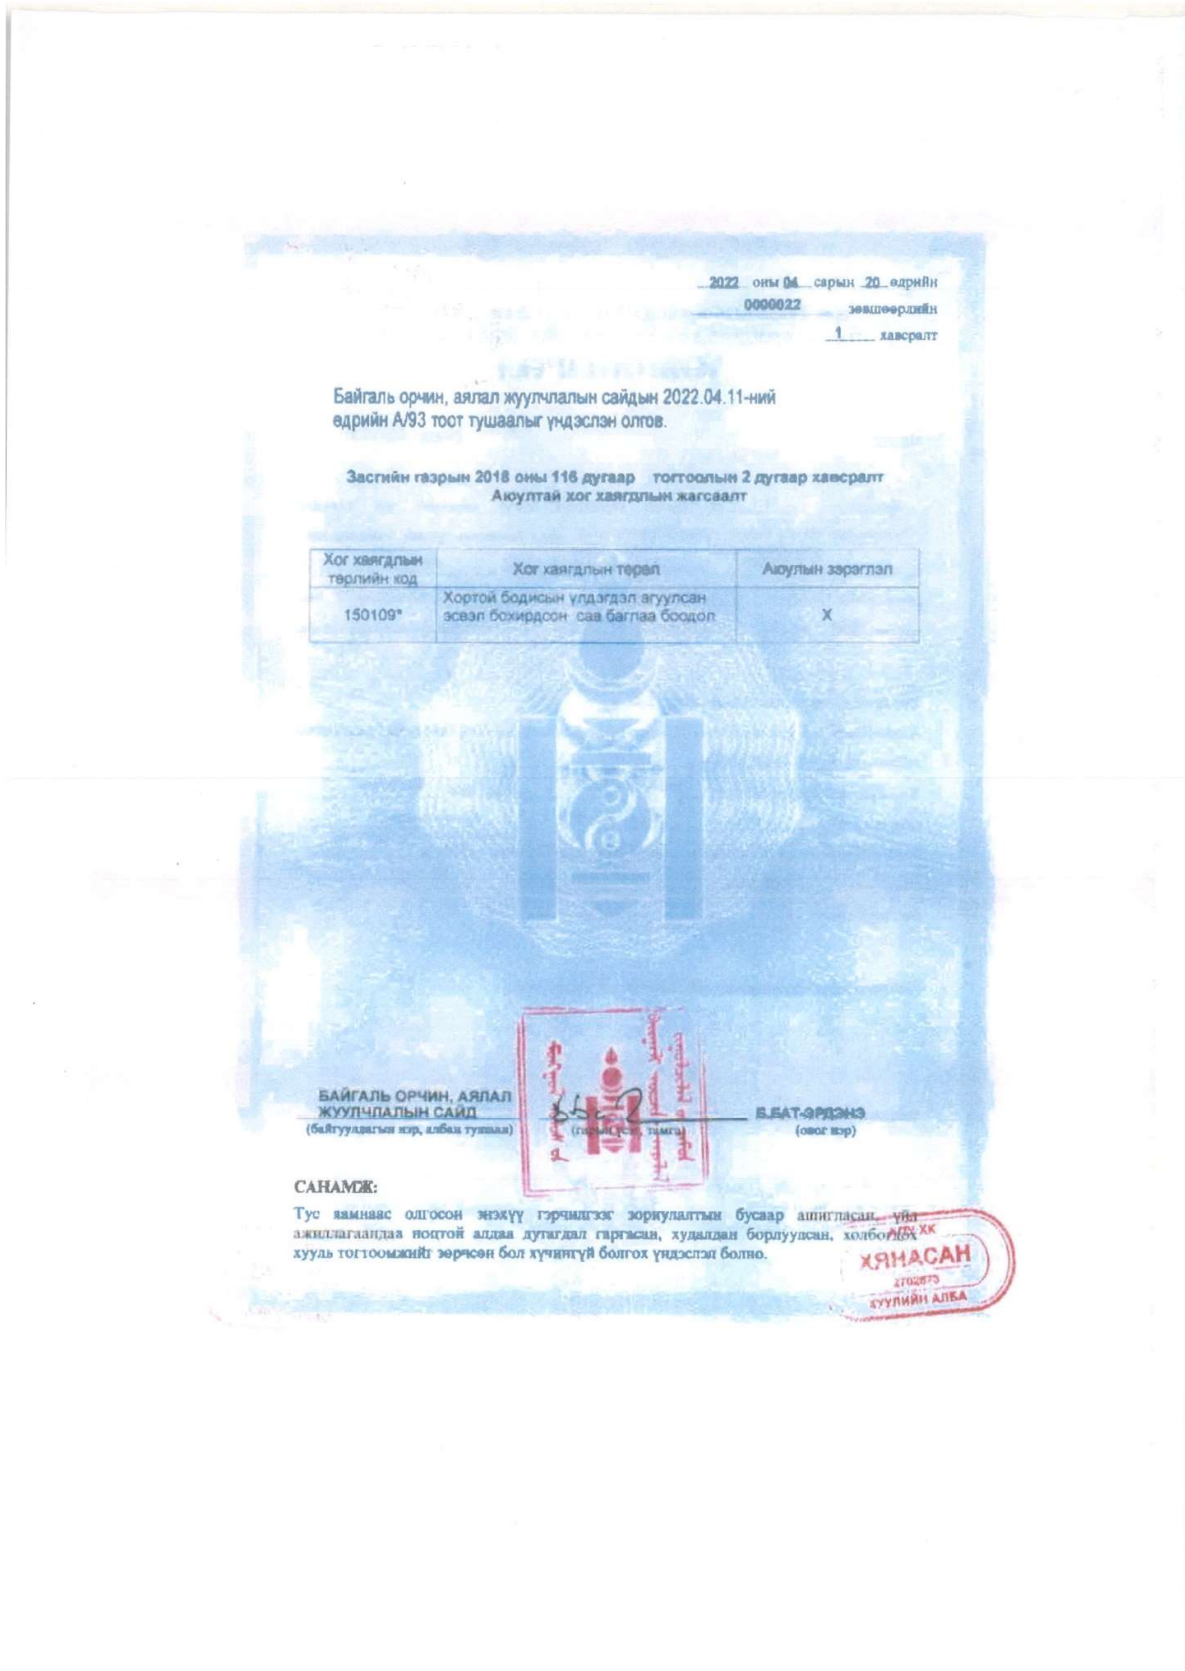 2022 оны 04 сарын 20 өдрийн
0000022 зөвшөөрлийн
1 хавсралт
Байгаль орчин, аялал жуулчлалын сайдын 2022.04.11-ний
өдрийн А/93 тоот тушаалыг үндэслэн олгов.
Засгийн газрын 2018 оны 116 дугаар тогтоолын 2 дугаар хавсралт
Аюултай хог хаягдлын жагсаалт
Хог хаягдлын төрлийн код
Хог хаягдлын төрөл
Аюулын зэрэглэл
150109*
Хортой бодисын үлдэгдэл агуулсан
эсвэл бохирдсон сав баглаа боодол
X
БАЙГАЛЬ ОРЧИН, АЯЛАЛ
ЖУУЛЧЛАЛЫН САЙД
Б.БАТ-ЭРДЭНЭ
(байгууллагын нэр, албан тушаал)
(гарын үсэг, тамга)
(овог нэр)
САНАМЖ:
Тус яамнаас олгосон энэхүү гэрчилгээг зориулалтын бусаар ашигласан, үйл
ажиллагаандаа ноцтой алдаа дутагдал гаргасан, худалдан борлуулсан, холбогдох
хууль тогтоомжийг зөрчсөн бол хүчингүй болгох үндэслэл болно.
ХК
ХЯНАСАН
2702673
ХУУЛИЙН АЛБА